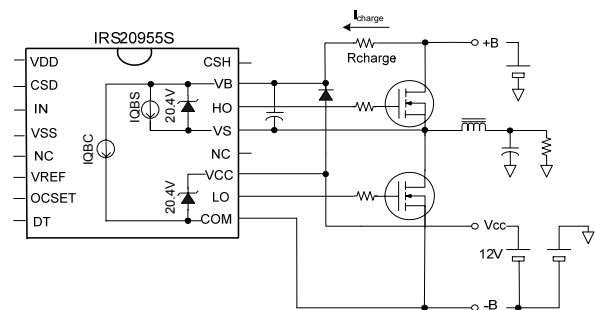 IRS20955S
VDD
CSD
IN
VSS
NC
VREF
OCSET
DT
CSH
VB
HO
VS
NC
VCC
LO
COM
IQBS
IQBC
20.4V
20.4V
Icharge
Rcharge
+B
Vcc
12V
-B